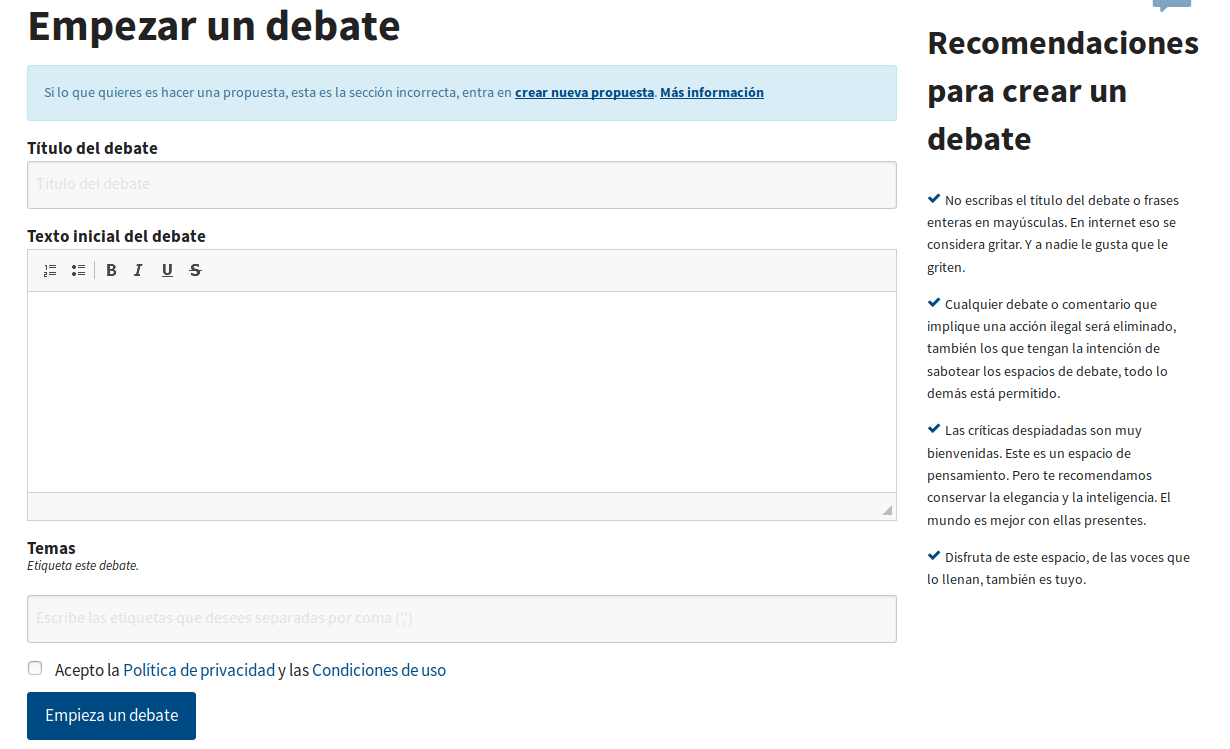 Empezar un debate
Si lo que quieres es hacer una propuesta, esta es la sección incorrecta, entra en crear nueva propuesta. Más información
Título del debate
Título del debate
Texto inicial del debate
B I U S
Temas
Etiqueta este debate.
Escribe las etiquetas que desees separadas por coma (',')
Acepto la Política de privacidad y las Condiciones de uso
Empieza un debate
Recomendaciones
para crear un
debate
No escribas el título del debate o frases
enteras en mayúsculas. En internet eso se
considera gritar. Y a nadie le gusta que le
griten.
Cualquier debate o comentario que
implique una acción ilegal será eliminado,
también los que tengan la intención de
sabotear los espacios de debate, todo lo
demás está permitido.
Las críticas despiadadas son muy
bienvenidas. Este es un espacio de
pensamiento. Pero te recomendamos
conservar la elegancia y la inteligencia. El
mundo es mejor con ellas presentes.
Disfruta de este espacio, de las voces que
lo llenan, también es tuyo.